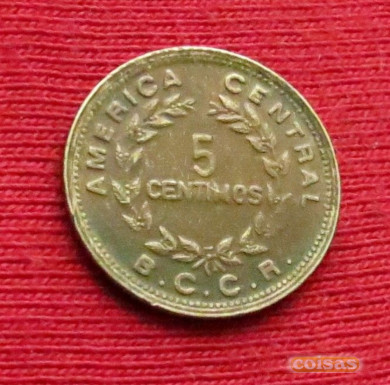 AMERICA CENTRAL
5
CENTIMOS
B.C.C.R.
coisas